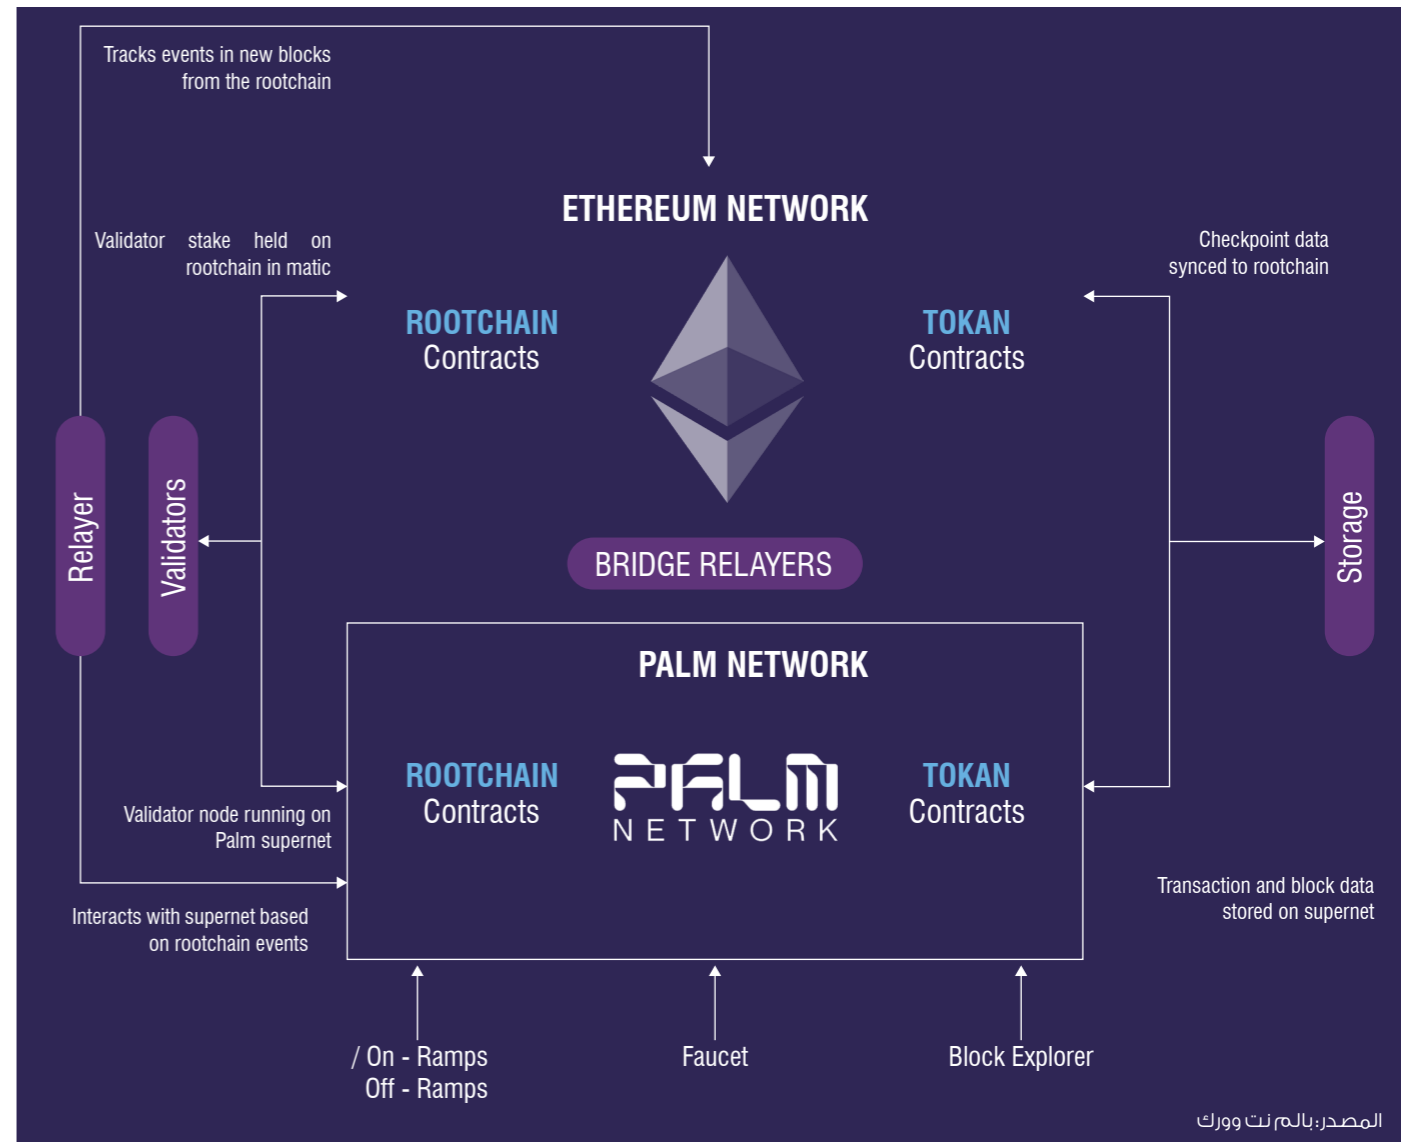 Tracks events in new blocks
from the rootchain
ETHEREUM NETWORK
Validator stake held on
rootchain in matic
Checkpoint data
synced to rootchain
ROOTCHAIN
Contracts
TOKAN
Contracts
Relayer
Validators
Storage
BRIDGE RELAYERS
PALM NETWORK
ROOTCHAIN
Contracts
PALM
NETWORK
TOKAN
Contracts
Validator node running on
Palm supernet
Interacts with supernet based
on rootchain events
Transaction and block data
stored on supernet
/ On - Ramps
Off - Ramps
Faucet
Block Explorer
المصدر: بالم نت وورك